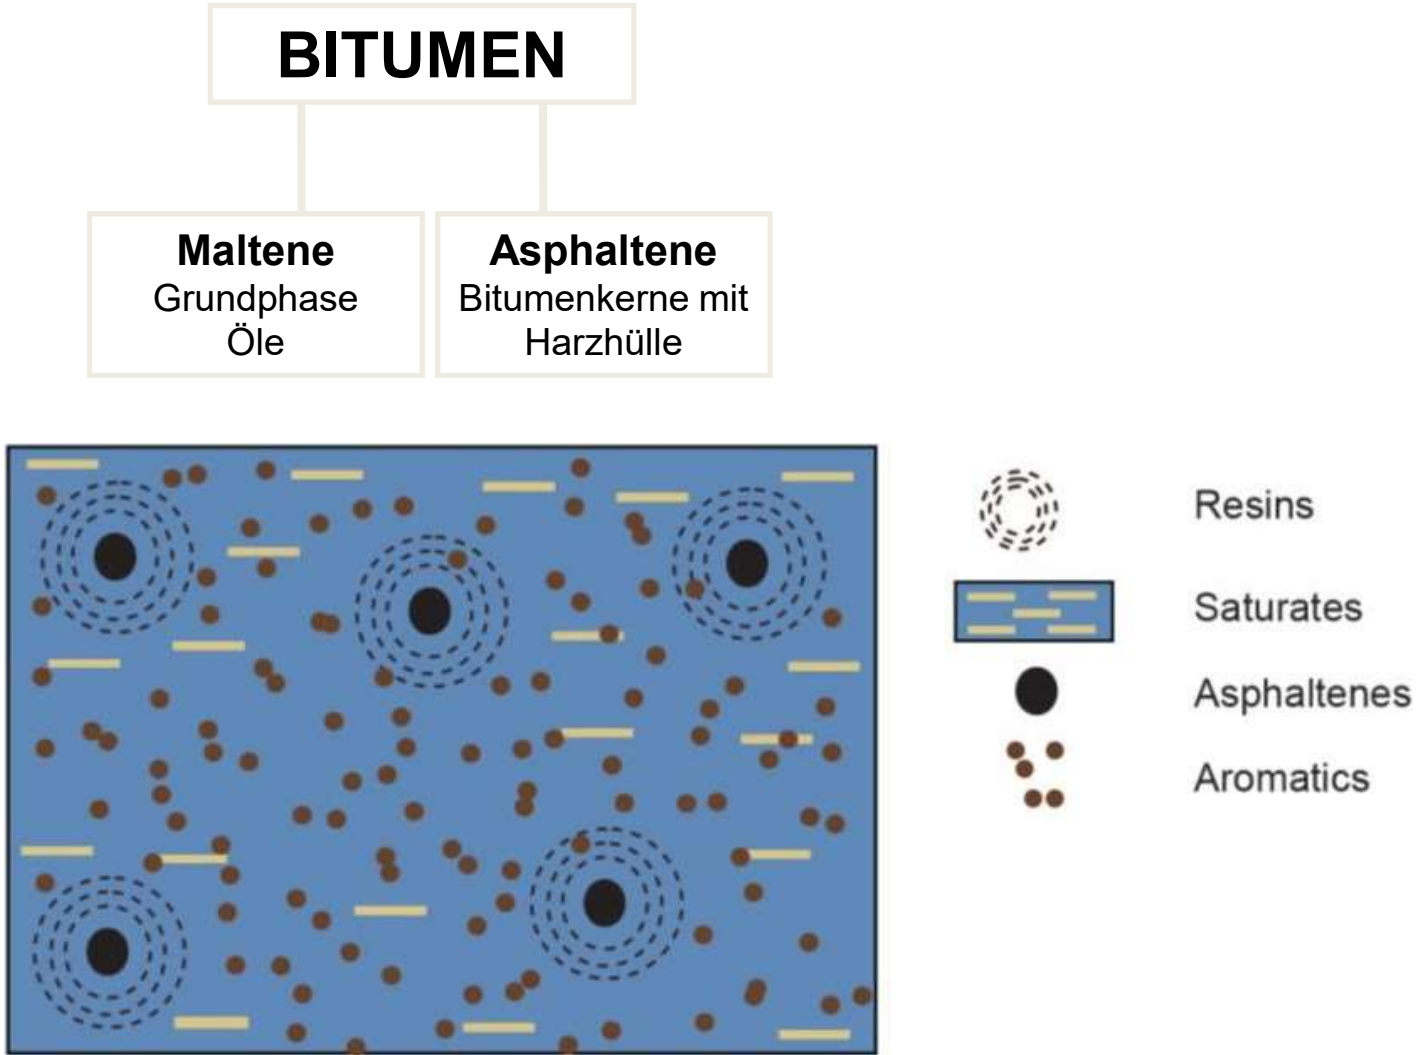 BITUMEN
Maltene
Grundphase
Öle
Asphaltene
Bitumenkerne mit
Harzhülle
Resins
Saturates
Asphaltenes
Aromatics